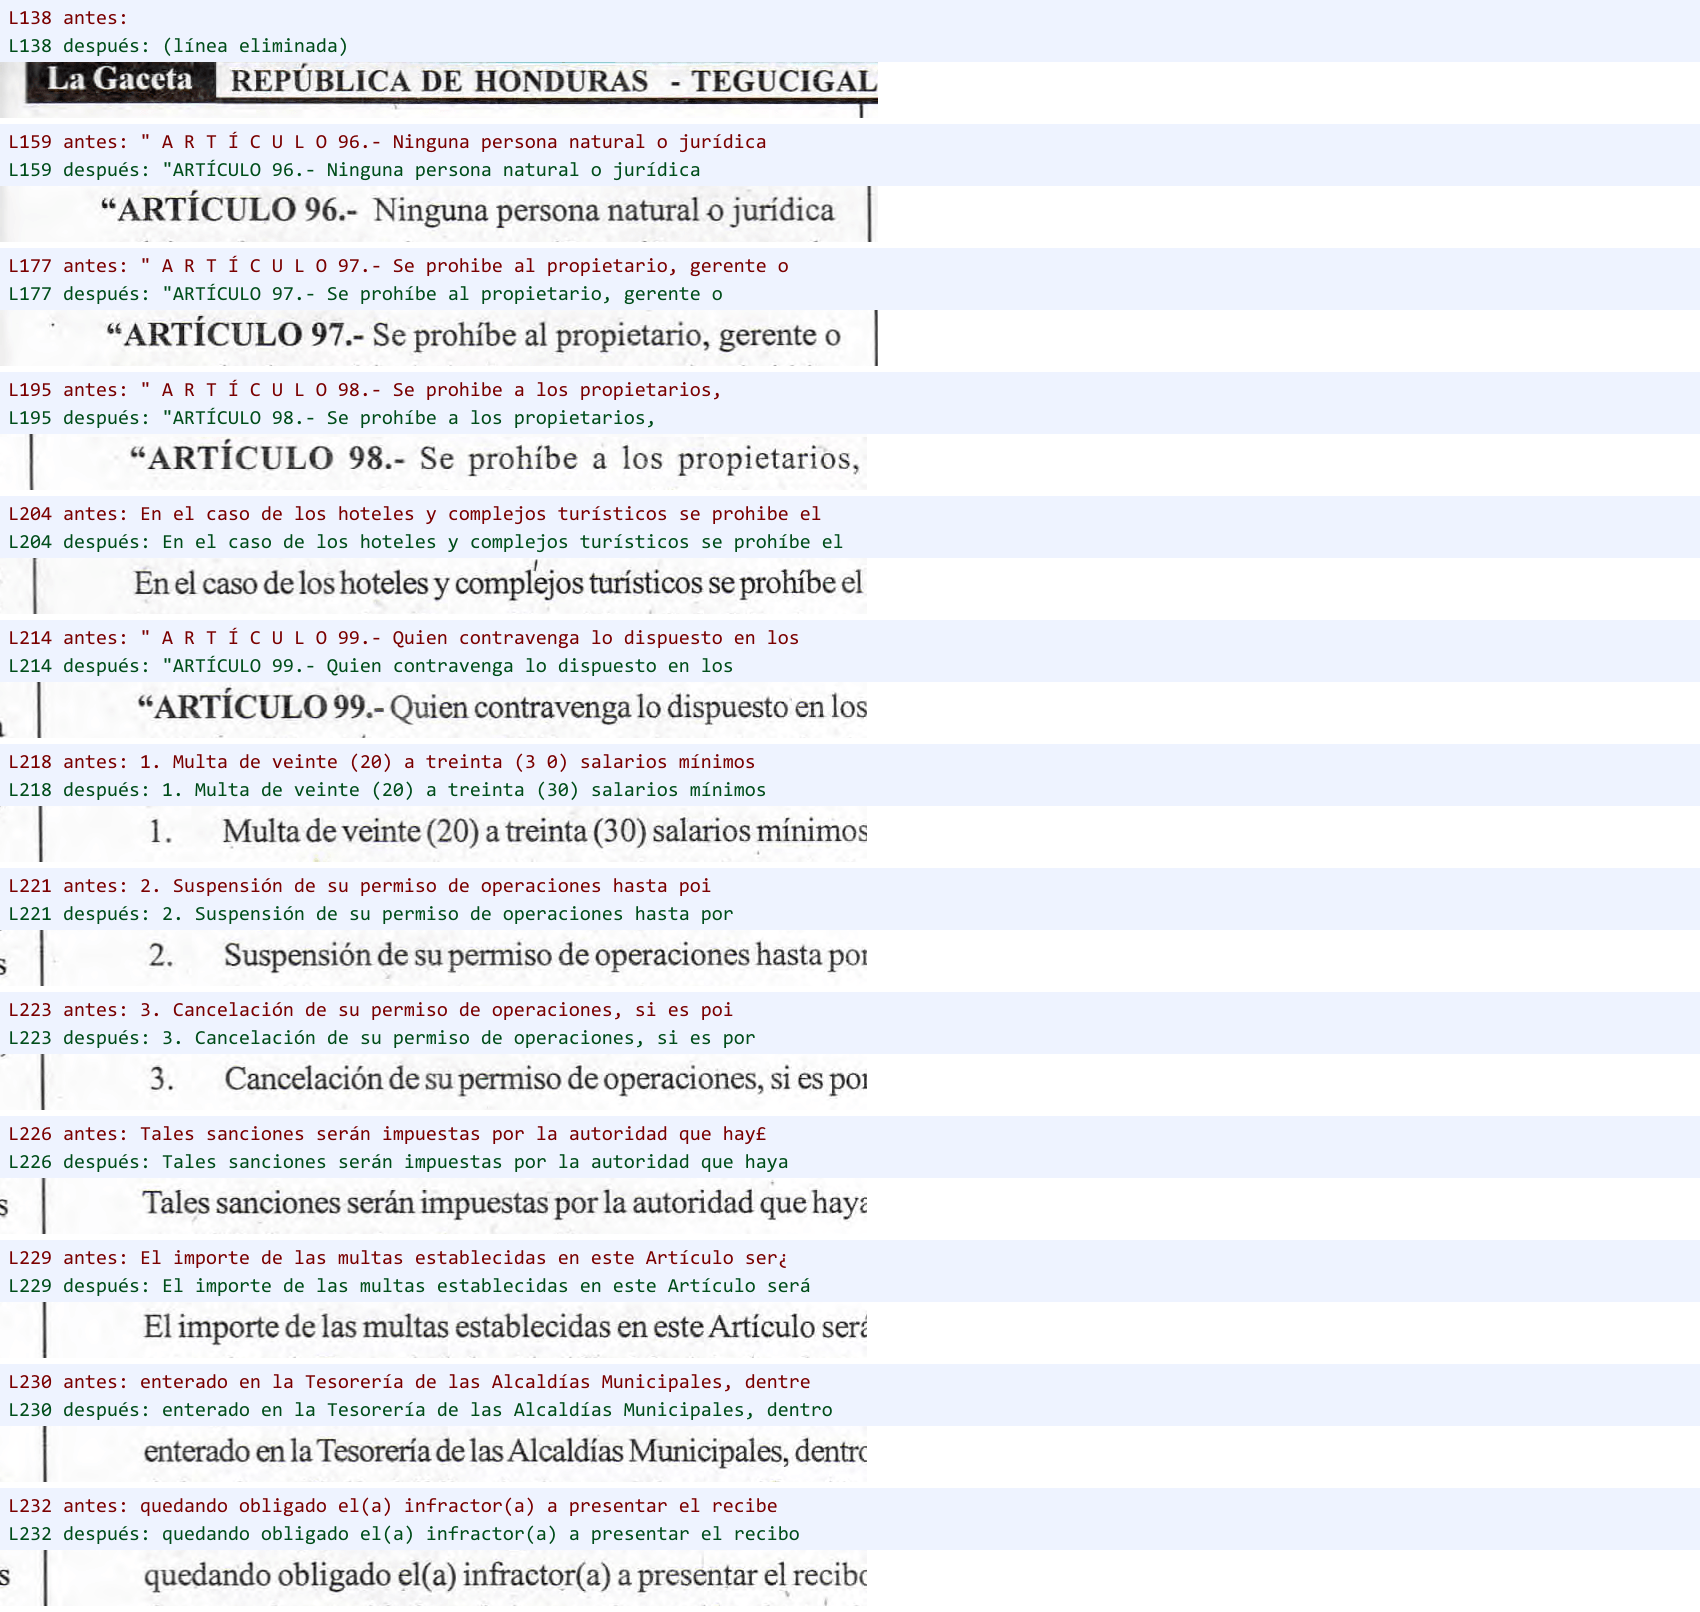 L138 antes:
L138 después: (línea eliminada)
La Gaceta REPÚBLICA DE HONDURAS - TEGUCIGAL
L159 antes: " A R T Í C U L O 96.- Ninguna persona natural o jurídica
L159 después: "ARTÍCULO 96.- Ninguna persona natural o jurídica
“ARTÍCULO 96.- Ninguna persona natural o jurídica
L177 antes: " A R T Í C U L O 97.- Se prohibe al propietario, gerente o
L177 después: "ARTÍCULO 97.- Se prohíbe al propietario, gerente o
“ARTÍCULO 97.- Se prohíbe al propietario, gerente o
L195 antes: " A R T Í C U L O 98.- Se prohibe a los propietarios,
L195 después: "ARTÍCULO 98.- Se prohíbe a los propietarios,
“ARTÍCULO 98.- Se prohíbe a los propietarios,
L204 antes: En el caso de los hoteles y complejos turísticos se prohibe el
L204 después: En el caso de los hoteles y complejos turísticos se prohíbe el
En el caso de los hoteles y complejos turísticos se prohíbe el
L214 antes: " A R T Í C U L O 99.- Quien contravenga lo dispuesto en los
L214 después: "ARTÍCULO 99.- Quien contravenga lo dispuesto en los
“ARTÍCULO 99.- Quien contravenga lo dispuesto en los
L218 antes: 1. Multa de veinte (20) a treinta (3 0) salarios mínimos
L218 después: 1. Multa de veinte (20) a treinta (30) salarios mínimos
1. Multa de veinte (20) a treinta (30) salarios mínimos
L221 antes: 2. Suspensión de su permiso de operaciones hasta poi
L221 después: 2. Suspensión de su permiso de operaciones hasta por
s 2. Suspensión de su permiso de operaciones hasta por
L223 antes: 3. Cancelación de su permiso de operaciones, si es poi
L223 después: 3. Cancelación de su permiso de operaciones, si es por
3. Cancelación de su permiso de operaciones, si es por
L226 antes: Tales sanciones serán impuestas por la autoridad que hay£
L226 después: Tales sanciones serán impuestas por la autoridad que haya
s Tales sanciones serán impuestas por la autoridad que haya
L229 antes: El importe de las multas establecidas en este Artículo ser¿
L229 después: El importe de las multas establecidas en este Artículo será
El importe de las multas establecidas en este Artículo será
L230 antes: enterado en la Tesorería de las Alcaldías Municipales, dentre
L230 después: enterado en la Tesorería de las Alcaldías Municipales, dentro
enterado en la Tesorería de las Alcaldías Municipales, dentro
L232 antes: quedando obligado el(a) infractor(a) a presentar el recibe
L232 después: quedando obligado el(a) infractor(a) a presentar el recibo
s quedando obligado el(a) infractor(a) a presentar el recibo